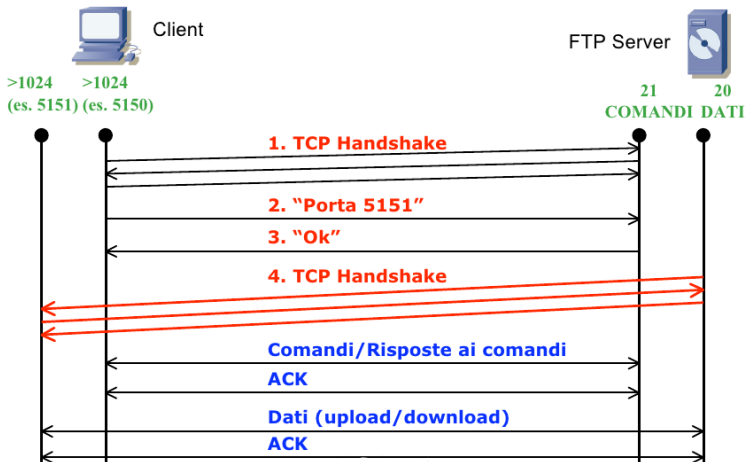 Client
FTP Server
>1024 >1024
(es. 5151) (es. 5150)
21 20
COMANDI DATI
1. TCP Handshake
2. “Porta 5151”
3. “Ok”
4. TCP Handshake
Comandi/Risposte ai comandi
ACK
Dati (upload/download)
ACK